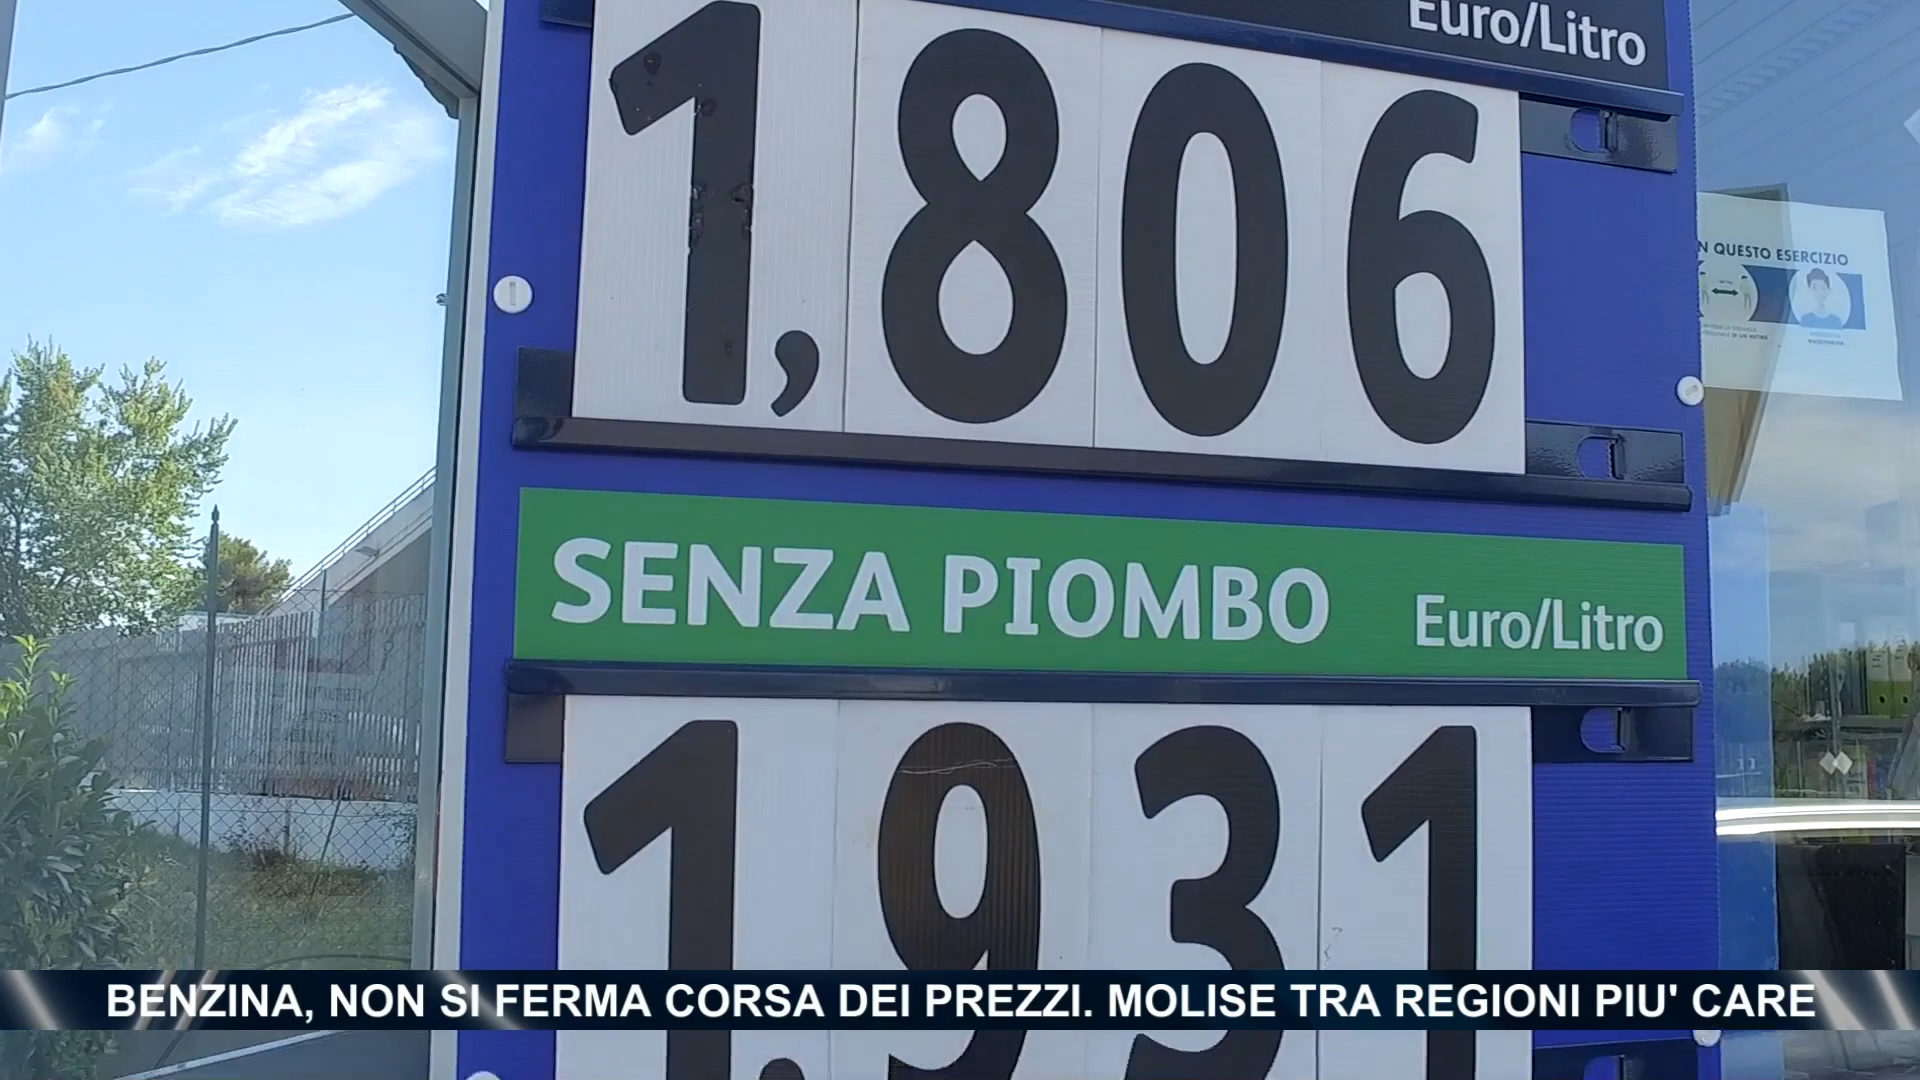 Euro/Litro
1,806
N QUESTO ESERCIZIO
SENZA PIOMBO Euro/Litro
1,931
BENZINA, NON SI FERMA CORSA DEI PREZZI. MOLISE TRA REGIONI PIU' CARE